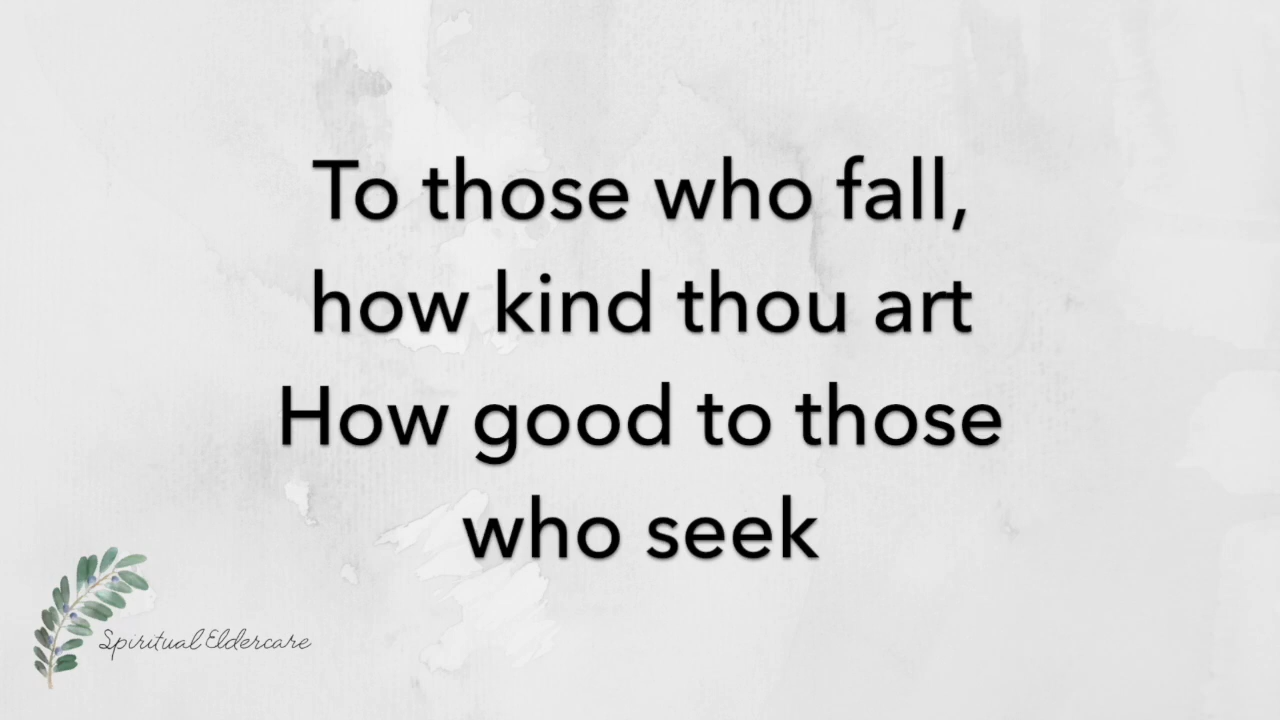 To those who fall,
how kind thou art
How good to those
who seek
Spiritual Eldercare